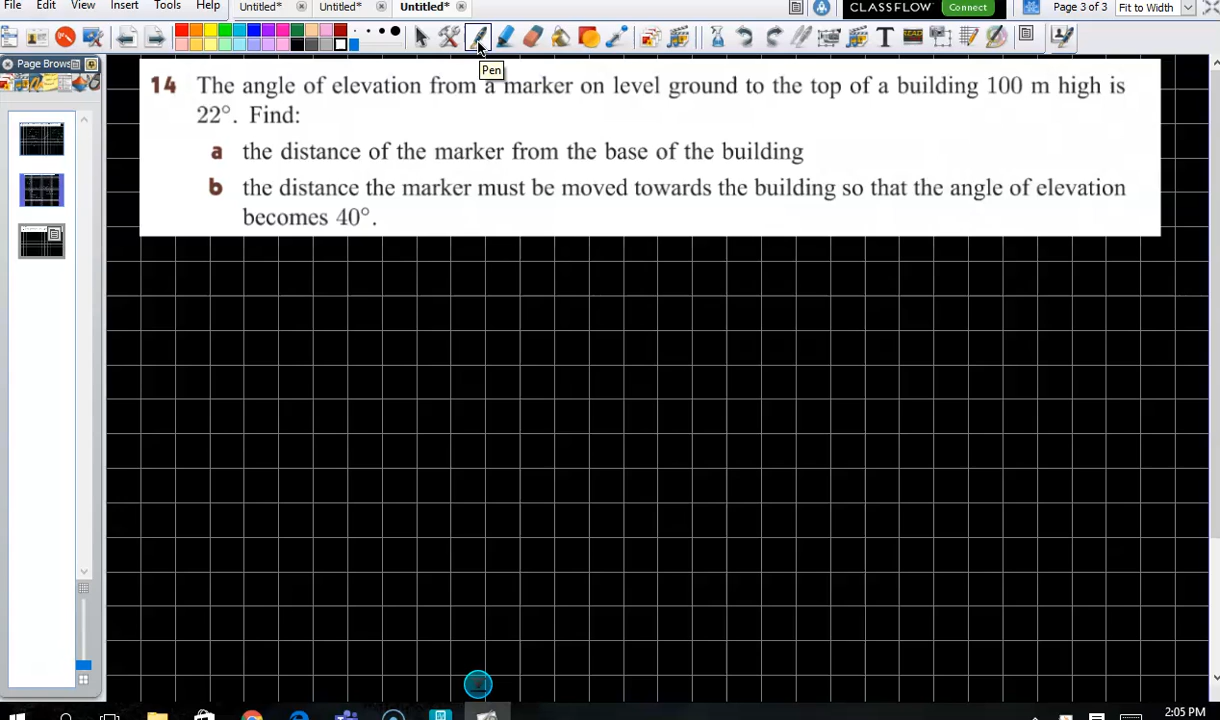 File Edit View Insert Tools Help Untitled* Untitled* Untitled* CLASSFLOW Connect Page 3 of 3 Fit to Width
Page Brows
Pen
14 The angle of elevation from a marker on level ground to the top of a building 100 m high is
22°. Find:
a the distance of the marker from the base of the building
b the distance the marker must be moved towards the building so that the angle of elevation
becomes 40°.
2:05 PM